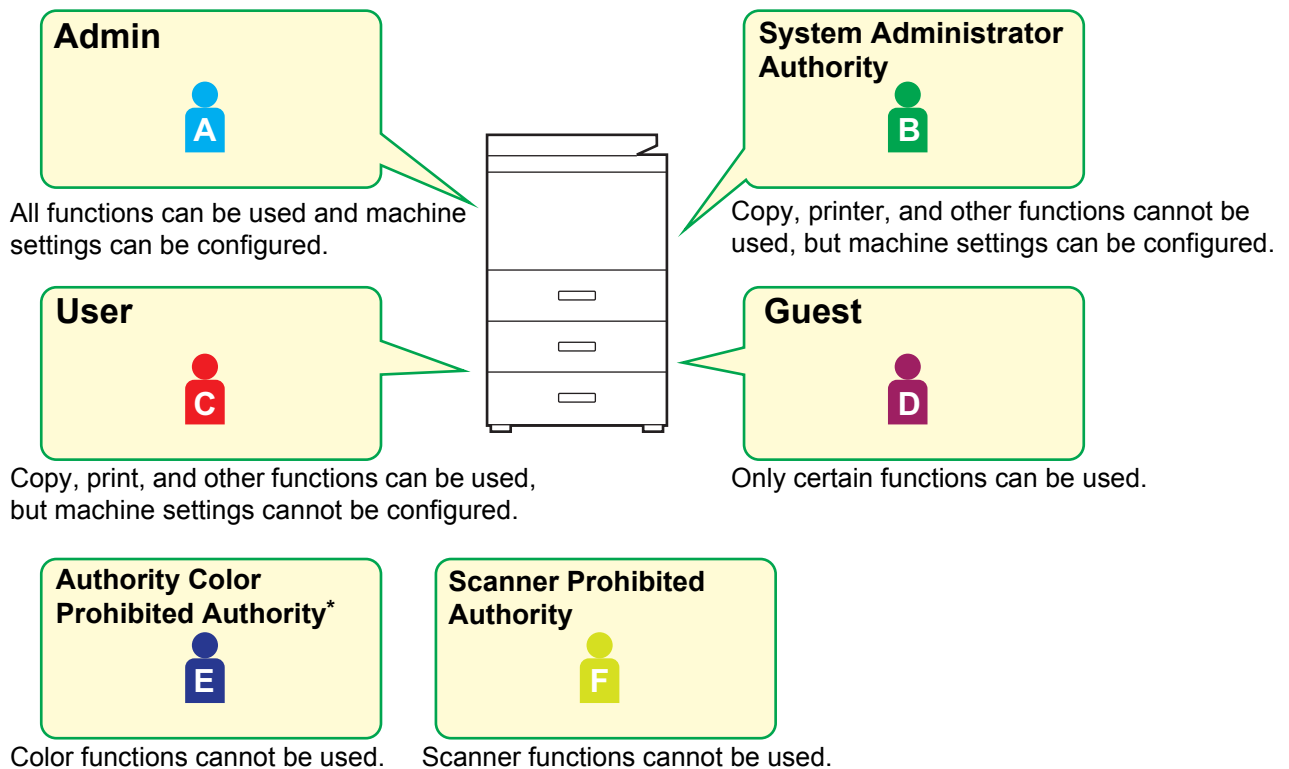 Admin
A
All functions can be used and machine
settings can be configured.
System Administrator
Authority
B
Copy, printer, and other functions cannot be
used, but machine settings can be configured.
User
C
Copy, print, and other functions can be used,
but machine settings cannot be configured.
Guest
D
Only certain functions can be used.
Authority Color
Prohibited Authority*
E
Color functions cannot be used.
Scanner Prohibited
Authority
F
Scanner functions cannot be used.